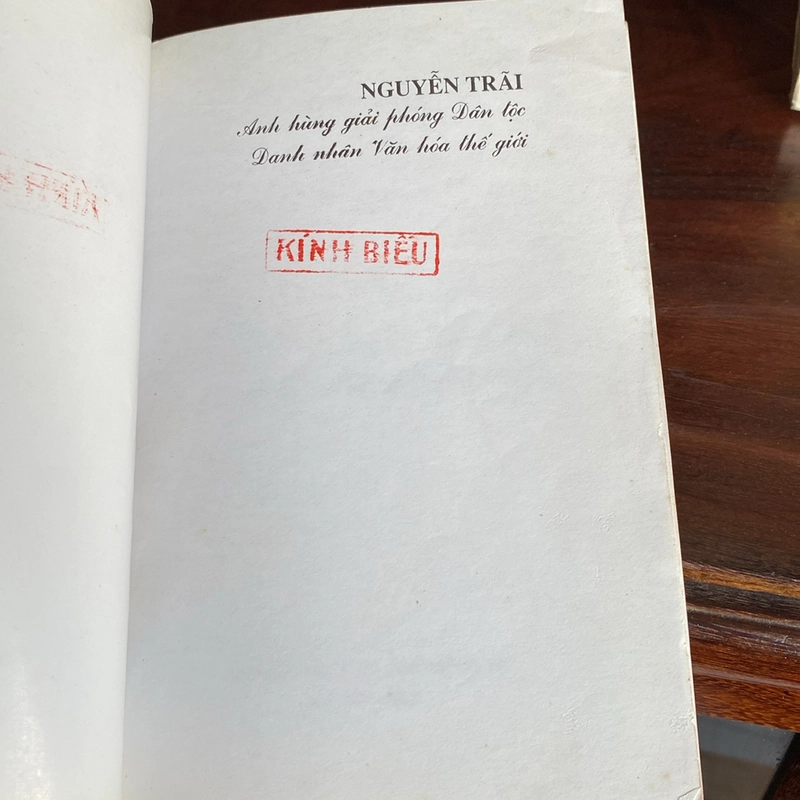 NGUYỄN TRÃI
Anh hùng giải phóng Dân tộc
Danh nhân Văn hóa thế giới
KÍNH BIẾU